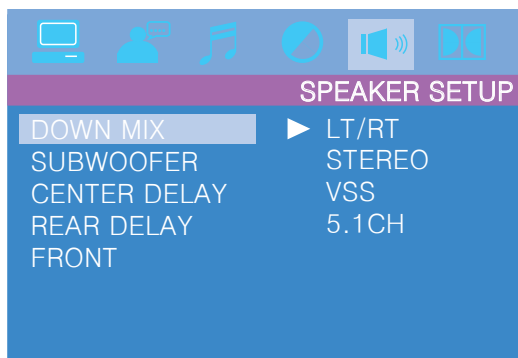 SPEAKER SETUP
DOWN MIX
SUBWOOFER
CENTER DELAY
REAR DELAY
FRONT
LT/RT
STEREO
VSS
5.1CH